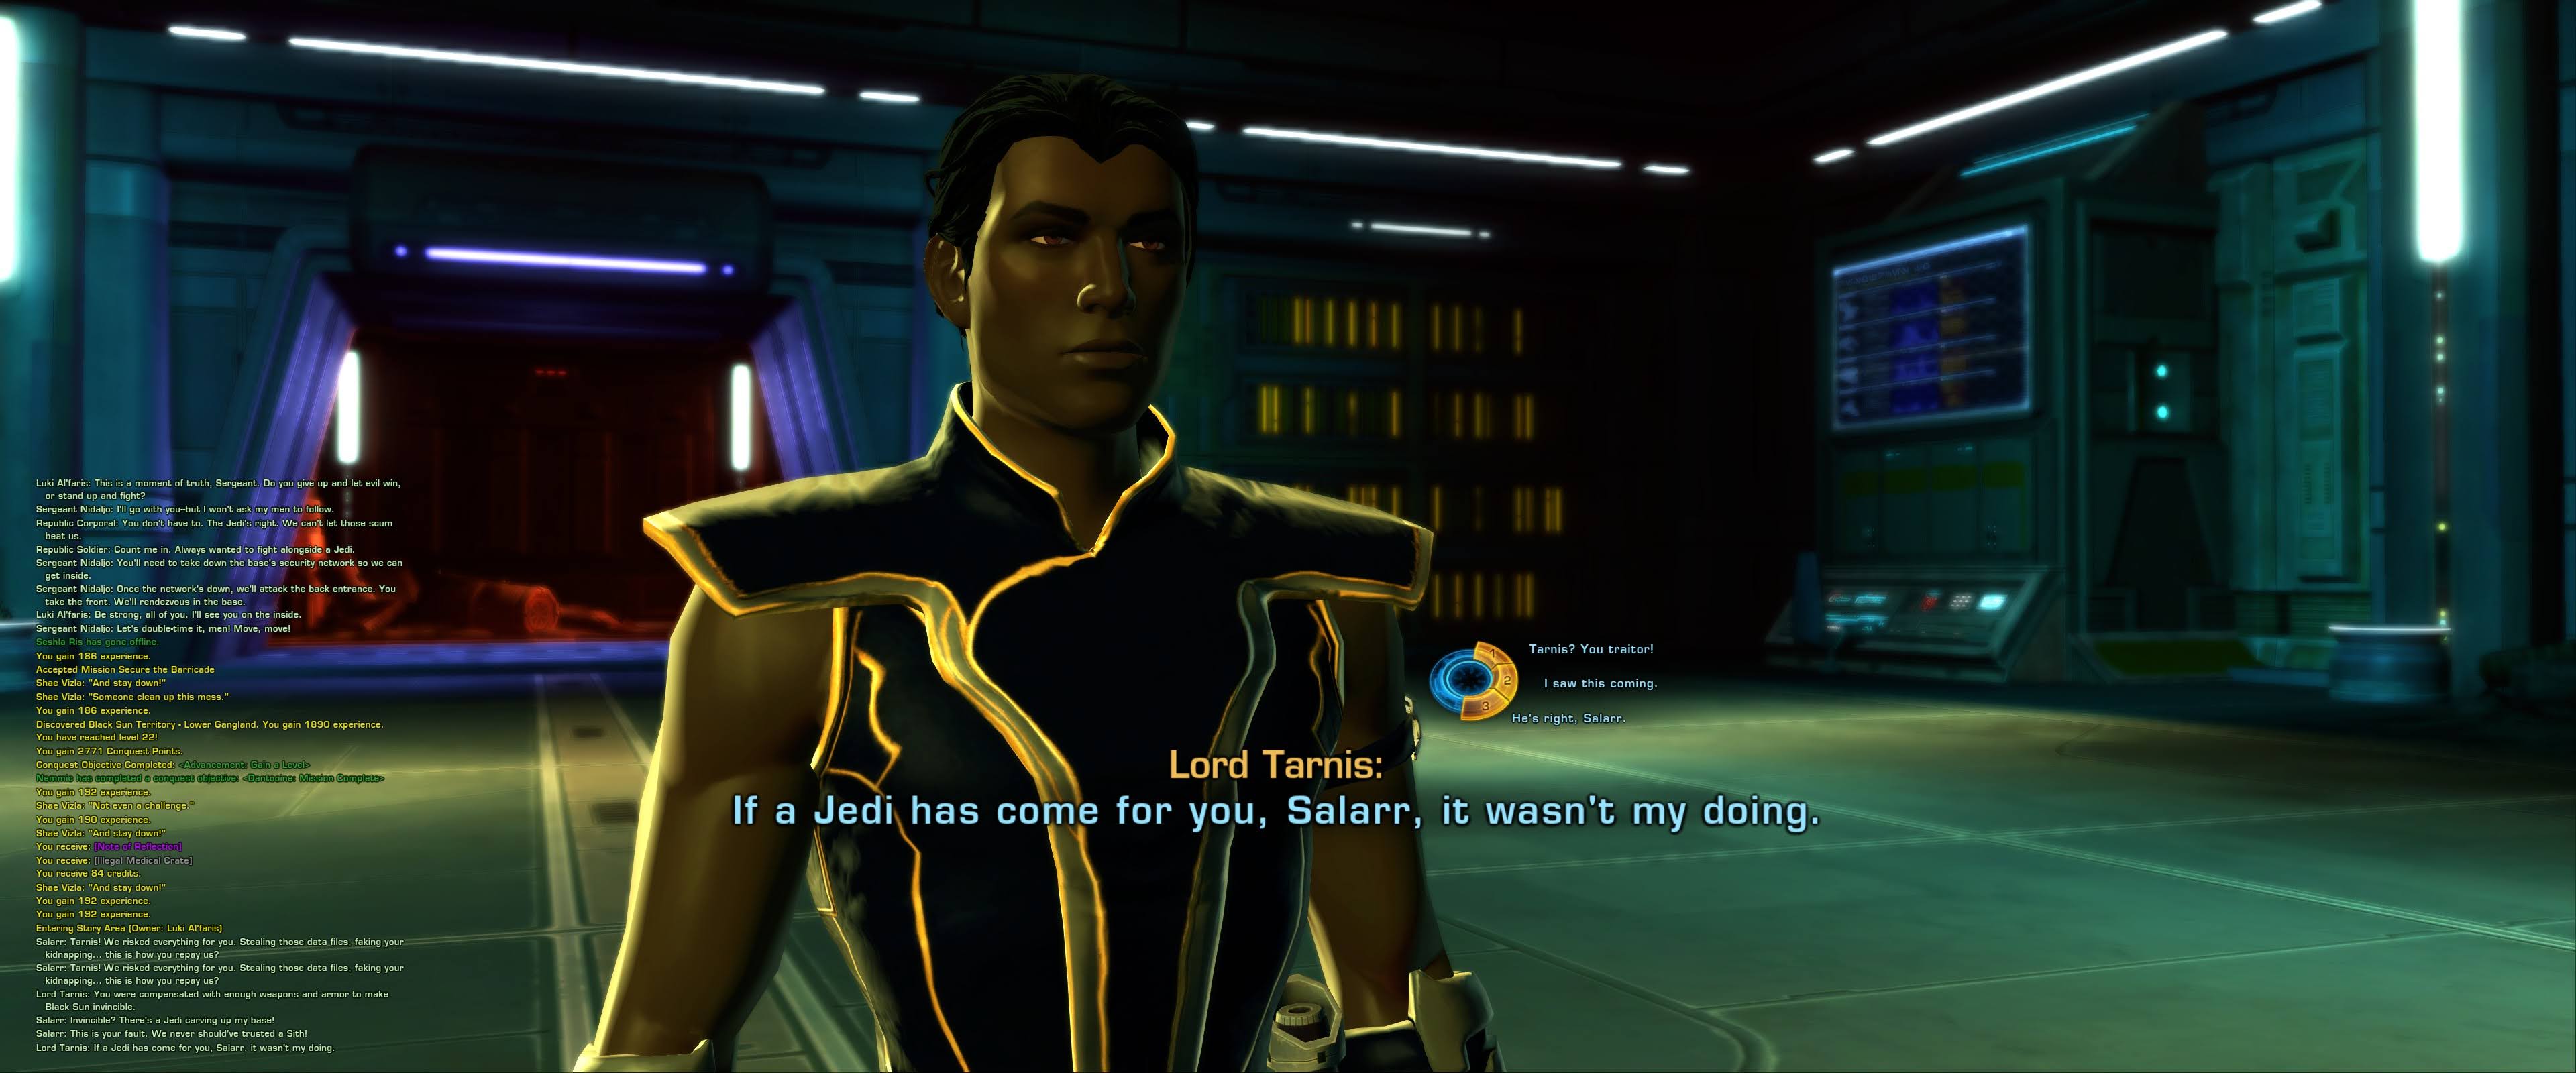 Luki Al'faris: This is a moment of truth, Sergeant. Do you give up and let evil win,
or stand up and fight?
Sergeant Nidaljo: I'll go with you—but I won't ask my men to follow.
Republic Corporal: You don't have to. The Jedi's right. We can't let those scum
beat us.
Republic Soldier: Count me in. Always wanted to fight alongside a Jedi.
Sergeant Nidaljo: You'll need to take down the base's security network so we can
get inside.
Sergeant Nidaljo: Once the network's down, we'll attack the back entrance. You
take the front. We'll rendezvous in the base.
Luki Al'faris: Be strong, all of you. I'll see you on the inside.
Sergeant Nidaljo: Let's double-time it, men! Move, move!
Seshla Ris has gone offline.
You gain 186 experience.
Accepted Mission Secure the Barricade
Shae Vizla: "And stay down!"
Shae Vizla: "Someone clean up this mess."
You gain 186 experience.
Discovered Black Sun Territory - Lower Gangland. You gain 1890 experience.
You have reached level 22!
You gain 2771 Conquest Points.
Conquest Objective Completed: <Advancement: Gain a Level>
Nemmic has completed a conquest objective: <Dantooine: Mission Complete>
You gain 192 experience.
Shae Vizla: "Not even a challenge."
You gain 190 experience.
Shae Vizla: "And stay down!"
You receive: [Note of Reflection]
You receive: [Illegal Medical Crate]
You receive 84 credits.
Shae Vizla: "And stay down!"
You gain 192 experience.
You gain 192 experience.
Entering Story Area (Owner: Luki Al'faris)
Salarr: Tarnis! We risked everything for you. Stealing those data files, faking your
kidnapping... this is how you repay us?
Salarr: Tarnis! We risked everything for you. Stealing those data files, faking your
kidnapping... this is how you repay us?
Lord Tarnis: You were compensated with enough weapons and armor to make
Black Sun invincible.
Salarr: Invincible? There's a Jedi carving up my base!
Salarr: This is your fault. We never should've trusted a Sith!
Lord Tarnis: If a Jedi has come for you, Salarr, it wasn't my doing.
1 Tarnis? You traitor!
2 I saw this coming.
3 He's right, Salarr.
Lord Tarnis:
If a Jedi has come for you, Salarr, it wasn't my doing.